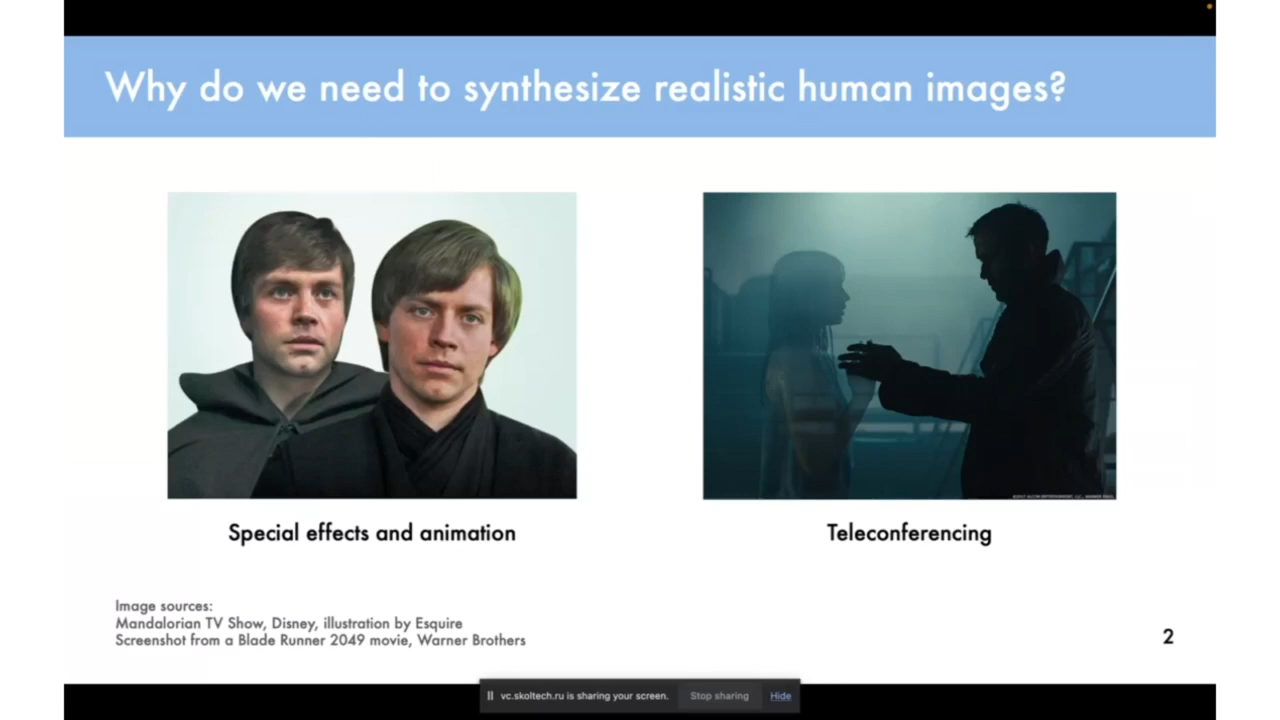 Why do we need to synthesize realistic human images?
Special effects and animation
Teleconferencing
Image sources:
Mandalorian TV Show, Disney, illustration by Esquire
Screenshot from a Blade Runner 2049 movie, Warner Brothers
2
vc.skoltech.ru is sharing your screen.
Stop sharing
Hide